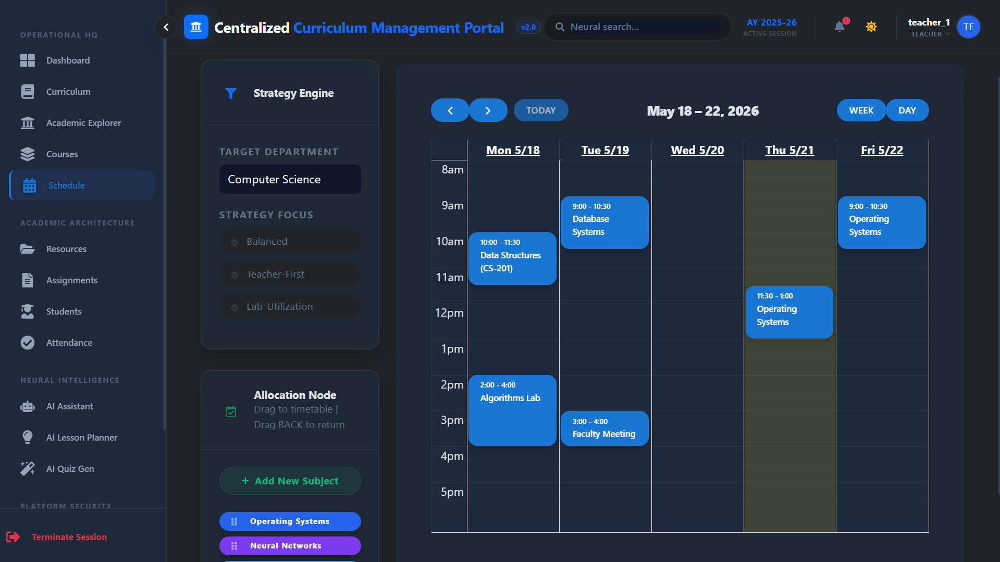 OPERATIONAL HQ
Dashboard
Curriculum
Academic Explorer
Courses
Schedule
ACADEMIC ARCHITECTURE
Resources
Assignments
Students
Attendance
NEURAL INTELLIGENCE
AI Assistant
AI Lesson Planner
AI Quiz Gen
PLATFORM SECURITY
Terminate Session
Centralized Curriculum Management Portal
v2.0
Neural search...
AY 2025-26
ACTIVE SESSION
teacher_1
TEACHER
TE
Strategy Engine
TARGET DEPARTMENT
Computer Science
STRATEGY FOCUS
Balanced
Teacher-First
Lab-Utilization
Allocation Node
Drag to timetable |
Drag BACK to return
+ Add New Subject
Operating Systems
Neural Networks
TODAY
May 18 – 22, 2026
WEEK
DAY
Mon 5/18
Tue 5/19
Wed 5/20
Thu 5/21
Fri 5/22
8am
9am
10am
11am
12pm
1pm
2pm
3pm
4pm
5pm
10:00 - 11:30
Data Structures
(CS-201)
2:00 - 4:00
Algorithms Lab
9:00 - 10:30
Database
Systems
3:00 - 4:00
Faculty Meeting
11:30 - 1:00
Operating
Systems
9:00 - 10:30
Operating
Systems